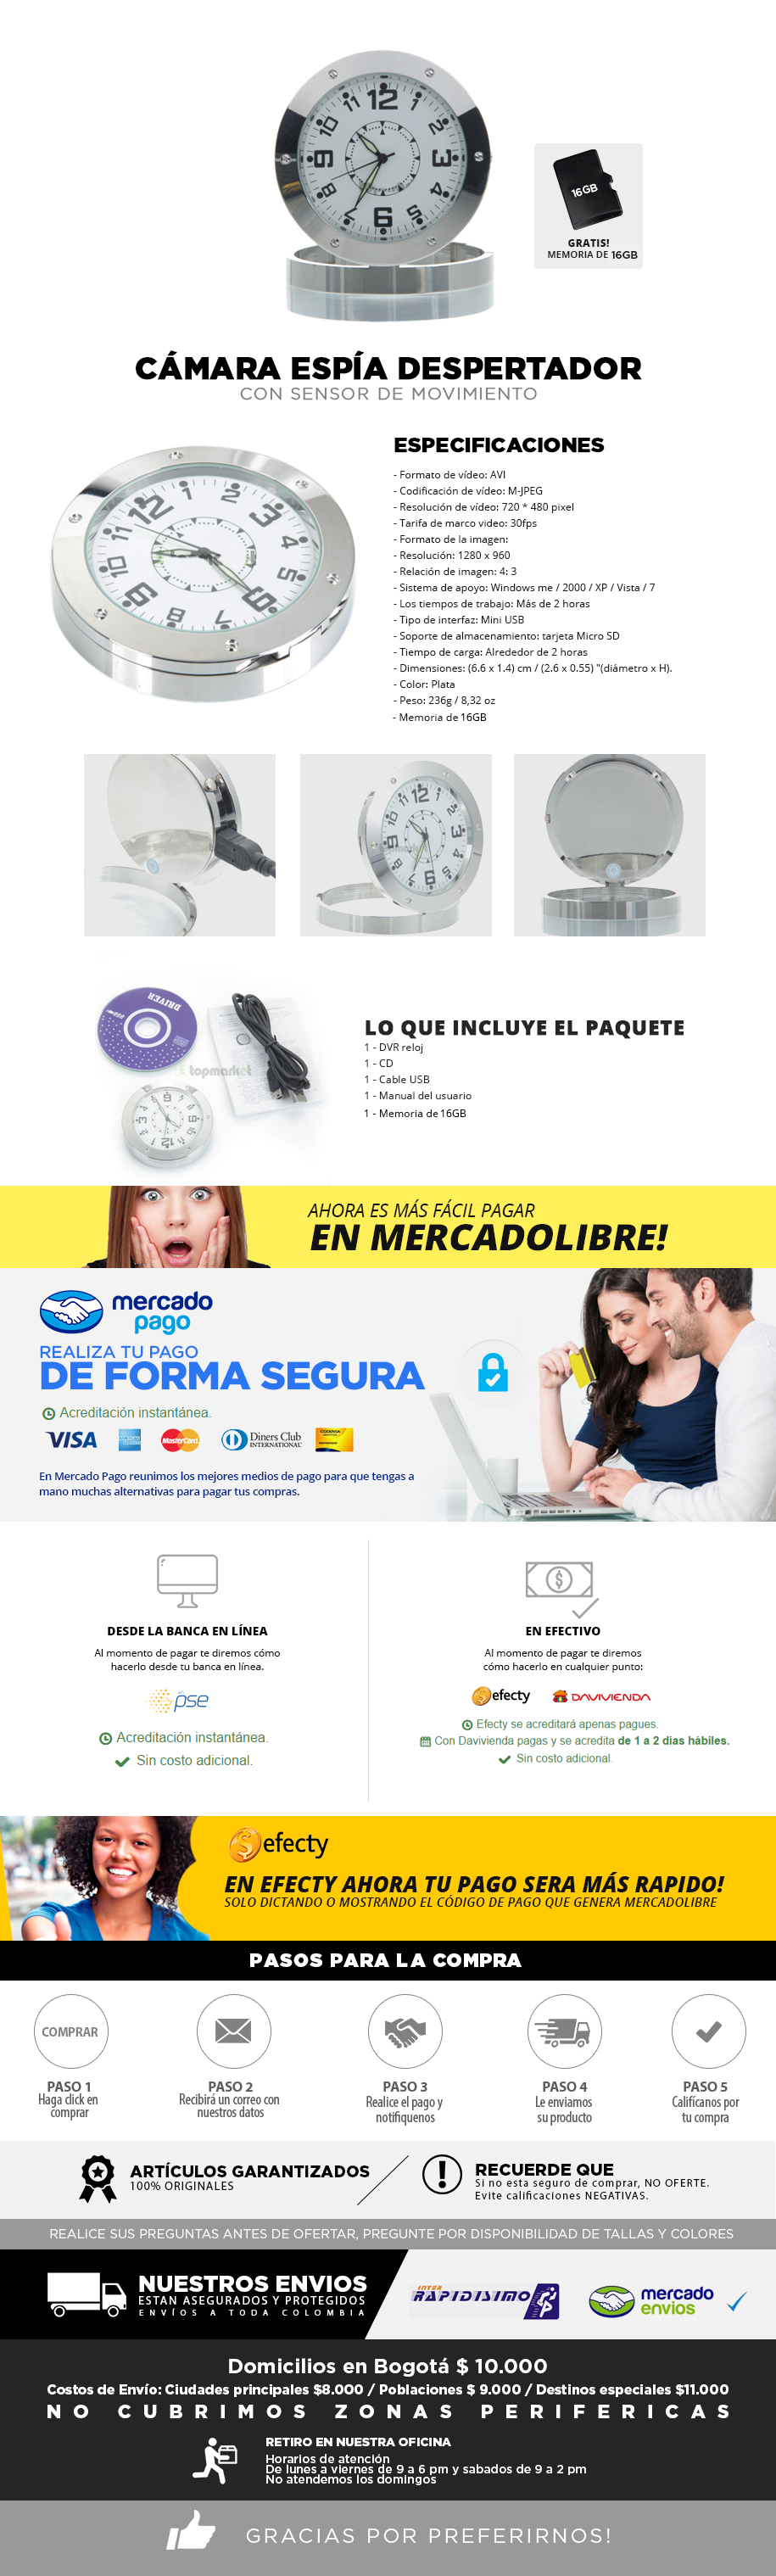 16GB
GRATIS!
MEMORIA DE 16GB
CÁMARA ESPÍA DESPERTADOR
CON SENSOR DE MOVIMIENTO
ESPECIFICACIONES
- Formato de vídeo: AVI
- Codificación de vídeo: M-JPEG
- Resolución de vídeo: 720 * 480 pixel
- Tarifa de marco video: 30fps
- Formato de la imagen:
- Resolución: 1280 x 960
- Relación de imagen: 4: 3
- Sistema de apoyo: Windows me / 2000 / XP / Vista / 7
- Los tiempos de trabajo: Más de 2 horas
- Tipo de interfaz: Mini USB
- Soporte de almacenamiento: tarjeta Micro SD
- Tiempo de carga: Alrededor de 2 horas
- Dimensiones: (6.6 x 1.4) cm / (2.6 x 0.55) "(diámetro x H).
- Color: Plata
- Peso: 236g / 8,32 oz
- Memoria de 16GB
DRIVER
topmarket
LO QUE INCLUYE EL PAQUETE
1 - DVR reloj
1 - CD
1 - Cable USB
1 - Manual del usuario
1 - Memoria de 16GB
AHORA ES MÁS FÁCIL PAGAR
EN MERCADOLIBRE!
mercado
pago
REALIZA TU PAGO
DE FORMA SEGURA
Acreditación instantánea.
VISA MasterCard Diners Club
INTERNATIONAL
En Mercado Pago reunimos los mejores medios de pago para que tengas a
mano muchas alternativas para pagar tus compras.
DESDE LA BANCA EN LÍNEA
Al momento de pagar te diremos cómo
hacerlo desde tu banca en línea.
pse
Acreditación instantánea.
Sin costo adicional.
EN EFECTIVO
Al momento de pagar te diremos
cómo hacerlo en cualquier punto:
efecty DAVIVIENDA
Efecty se acreditará apenas pagues.
Con Davivienda pagas y se acredita de 1 a 2 dias hábiles.
Sin costo adicional.
efecty
EN EFECTY AHORA TU PAGO SERA MÁS RAPIDO!
SOLO DICTANDO O MOSTRANDO EL CÓDIGO DE PAGO QUE GENERA MERCADOLIBRE
PASOS PARA LA COMPRA
COMPRAR
PASO 1
Haga click en
comprar
PASO 2
Recibirá un correo con
nuestros datos
PASO 3
Realice el pago y
notifiquenos
PASO 4
Le enviamos
su producto
PASO 5
Califícanos por
tu compra
ARTÍCULOS GARANTIZADOS
100% ORIGINALES
RECUERDE QUE
Si no esta seguro de comprar, NO OFERTE.
Evite calificaciones NEGATIVAS.
REALICE SUS PREGUNTAS ANTES DE OFERTAR, PREGUNTE POR DISPONIBILIDAD DE TALLAS Y COLORES
NUESTROS ENVIOS
ESTAN ASEGURADOS Y PROTEGIDOS
ENVÍOS A TODA COLOMBIA
INTER
RAPIDISIMO
mercado
envios
Domicilios en Bogotá $ 10.000
Costos de Envío: Ciudades principales $8.000 / Poblaciones $ 9.000 / Destinos especiales $11.000
NO CUBRIMOS ZONAS PERIFERICAS
RETIRO EN NUESTRA OFICINA
Horarios de atención
De lunes a viernes de 9 a 6 pm y sabados de 9 a 2 pm
No atendemos los domingos
GRACIAS POR PREFERIRNOS!